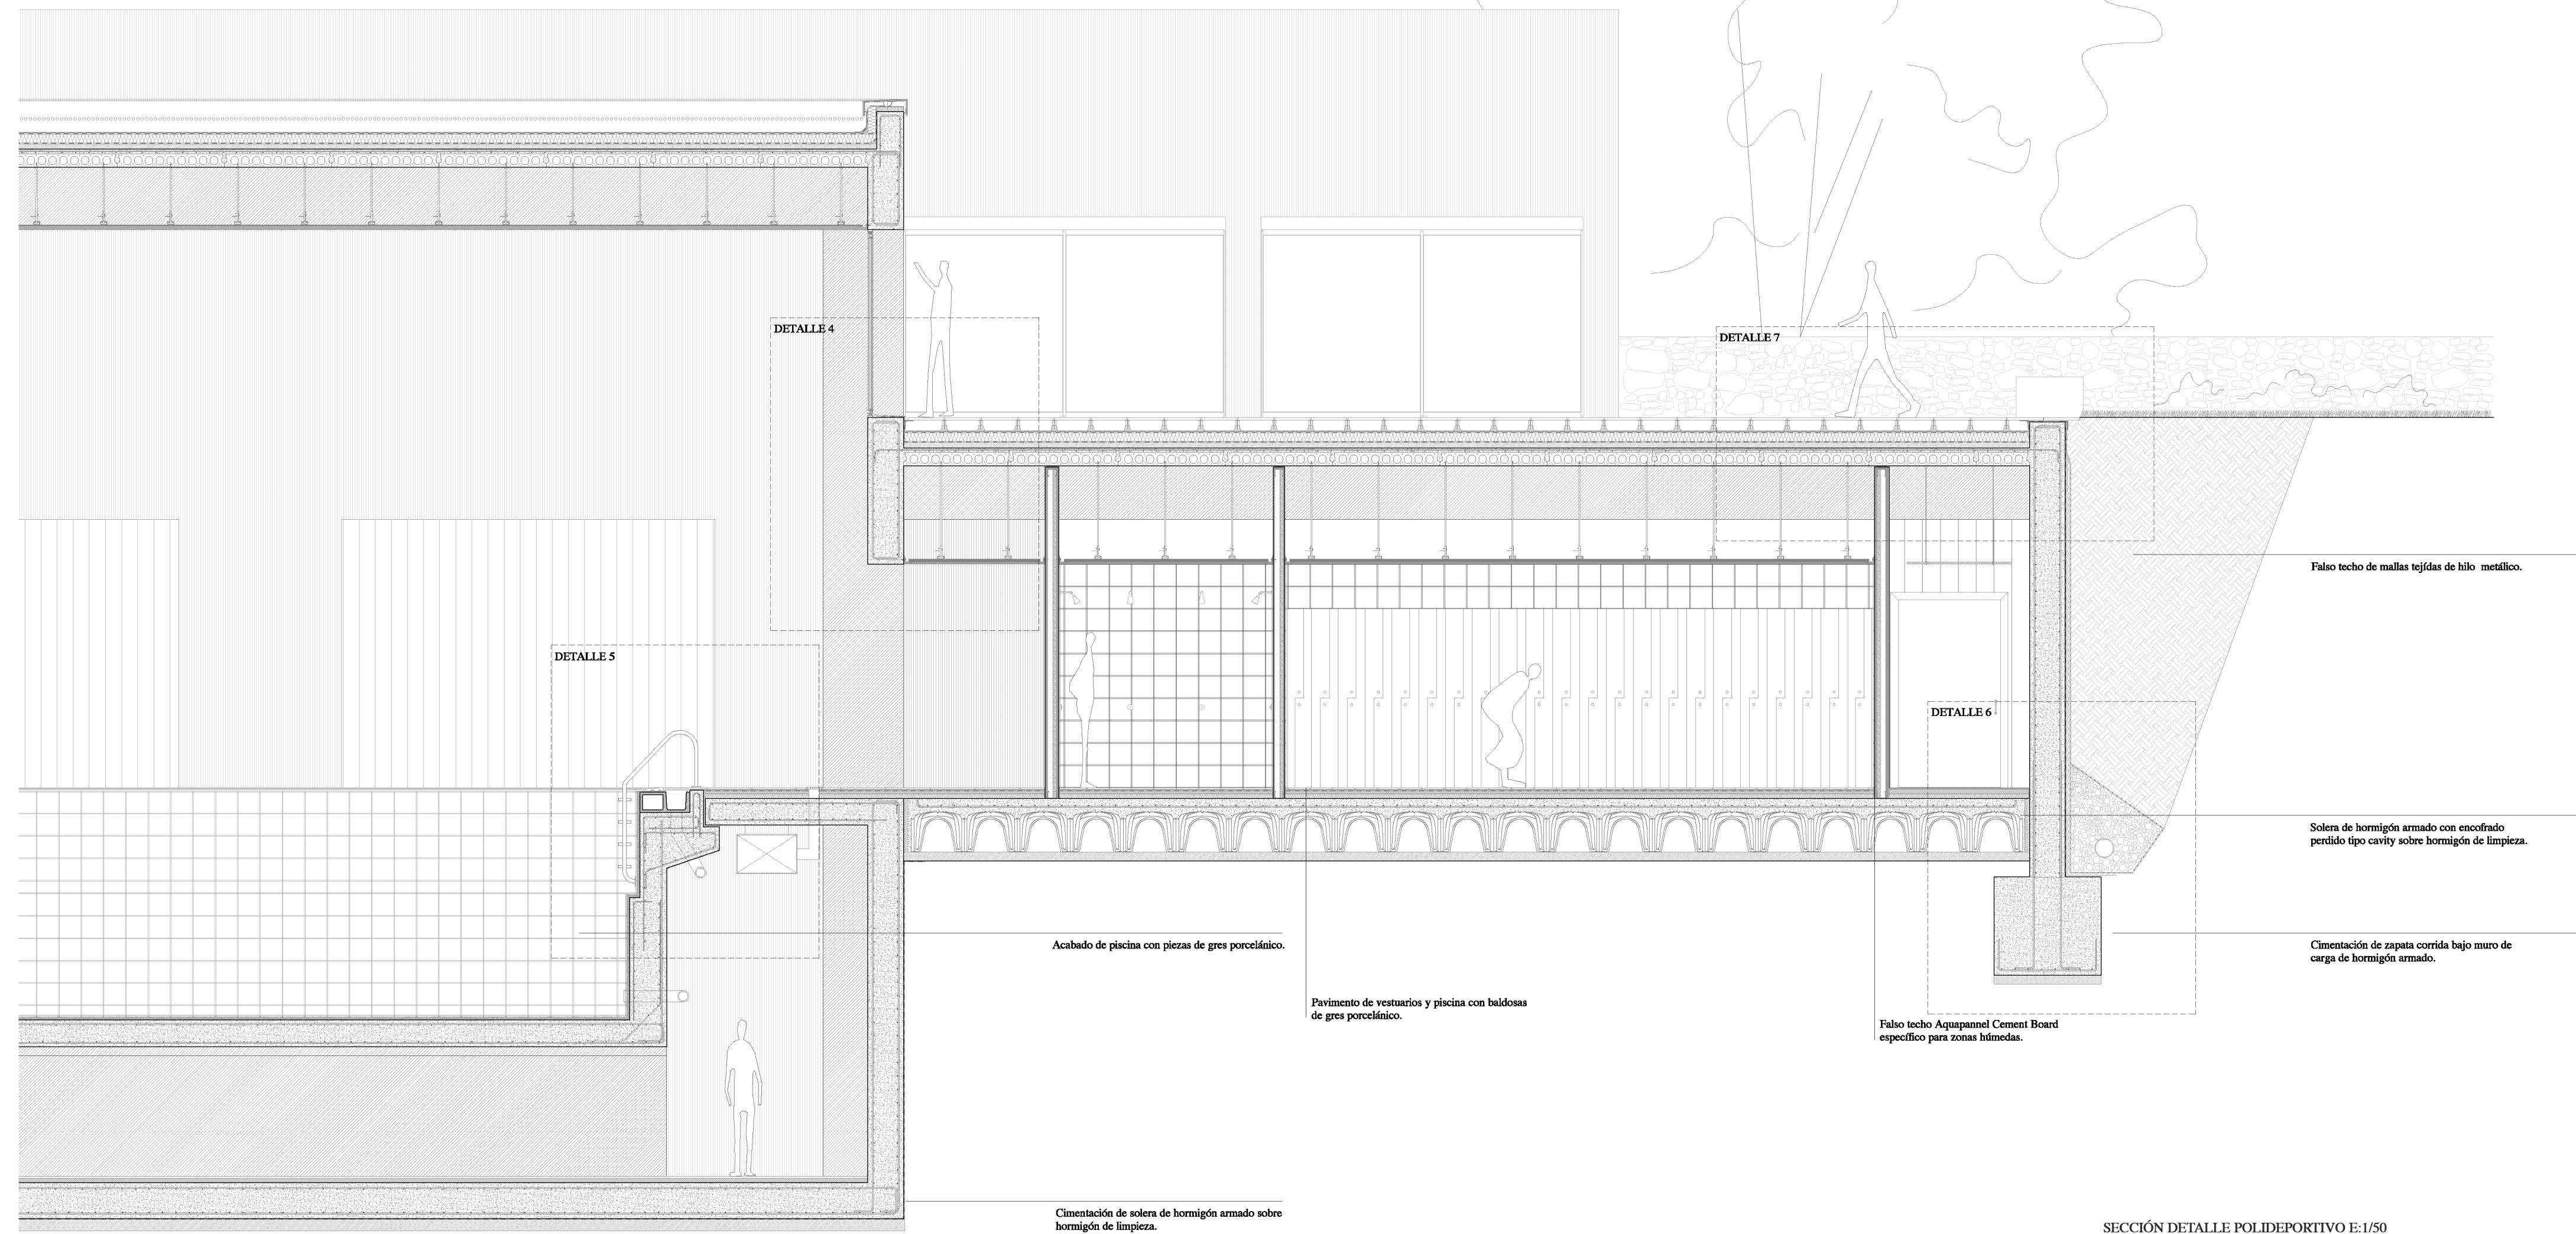 DETALLE 4
DETALLE 7
Falso techo de mallas tejídas de hilo metálico.
DETALLE 5
DETALLE 6
Solera de hormigón armado con encofrado
perdido tipo cavity sobre hormigón de limpieza.
Acabado de piscina con piezas de gres porcelánico.
Cimentación de zapata corrida bajo muro de
carga de hormigón armado.
Pavimento de vestuarios y piscina con baldosas
de gres porcelánico.
Falso techo Aquapannel Cement Board
específico para zonas húmedas.
Cimentación de solera de hormigón armado sobre
hormigón de limpieza.
SECCIÓN DETALLE POLIDEPORTIVO E:1/50